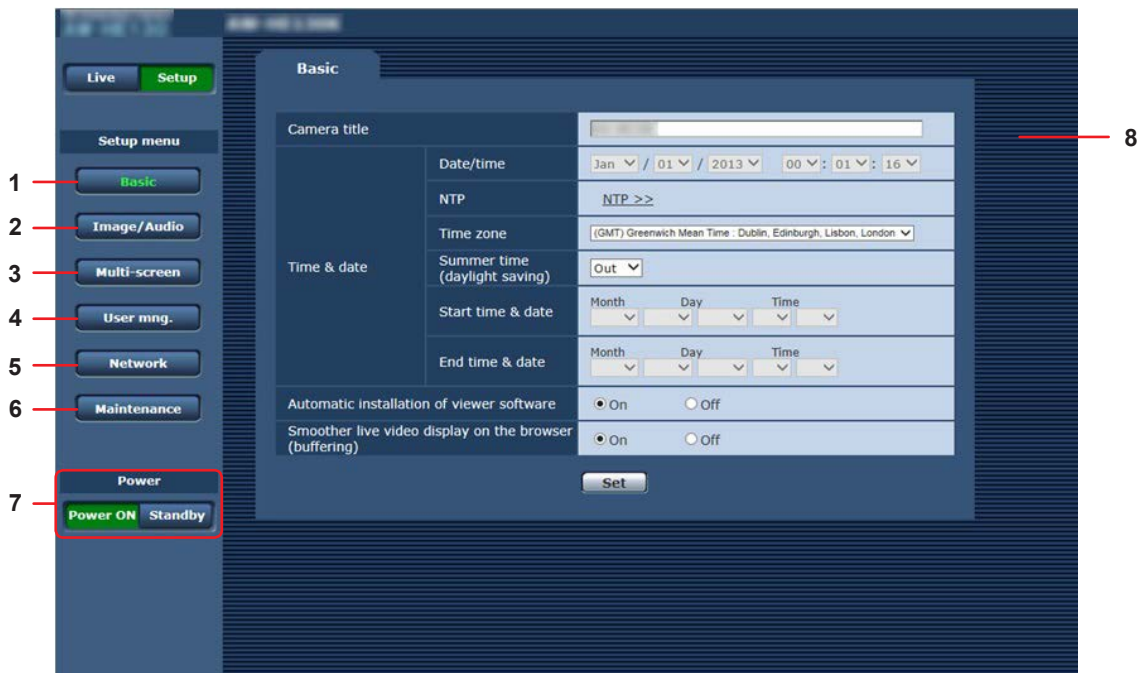 Live Setup
Setup menu
1 Basic
2 Image/Audio
3 Multi-screen
4 User mng.
5 Network
6 Maintenance
Power
7 Power ON Standby
Basic
Camera title
8
Time & date
Date/time Jan / 01 / 2013 00 : 01 : 16
NTP NTP >>
Time zone (GMT) Greenwich Mean Time : Dublin, Edinburgh, Lisbon, London
Summer time
(daylight saving) Out
Start time & date Month Day Time
End time & date Month Day Time
Automatic installation of viewer software On Off
Smoother live video display on the browser
(buffering) On Off
Set